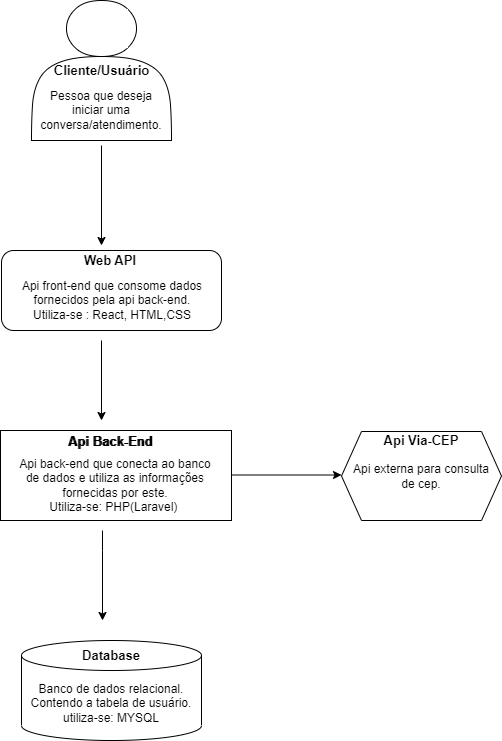 Cliente/Usuário
Pessoa que deseja
iniciar uma
conversa/atendimento.
Web API
Api front-end que consome dados
fornecidos pela api back-end.
Utiliza-se : React, HTML,CSS
Api Back-End
Api back-end que conecta ao banco
de dados e utiliza as informações
fornecidas por este.
Utiliza-se: PHP(Laravel)
Api Via-CEP
Api externa para consulta
de cep.
Database
Banco de dados relacional.
Contendo a tabela de usuário.
utiliza-se: MYSQL